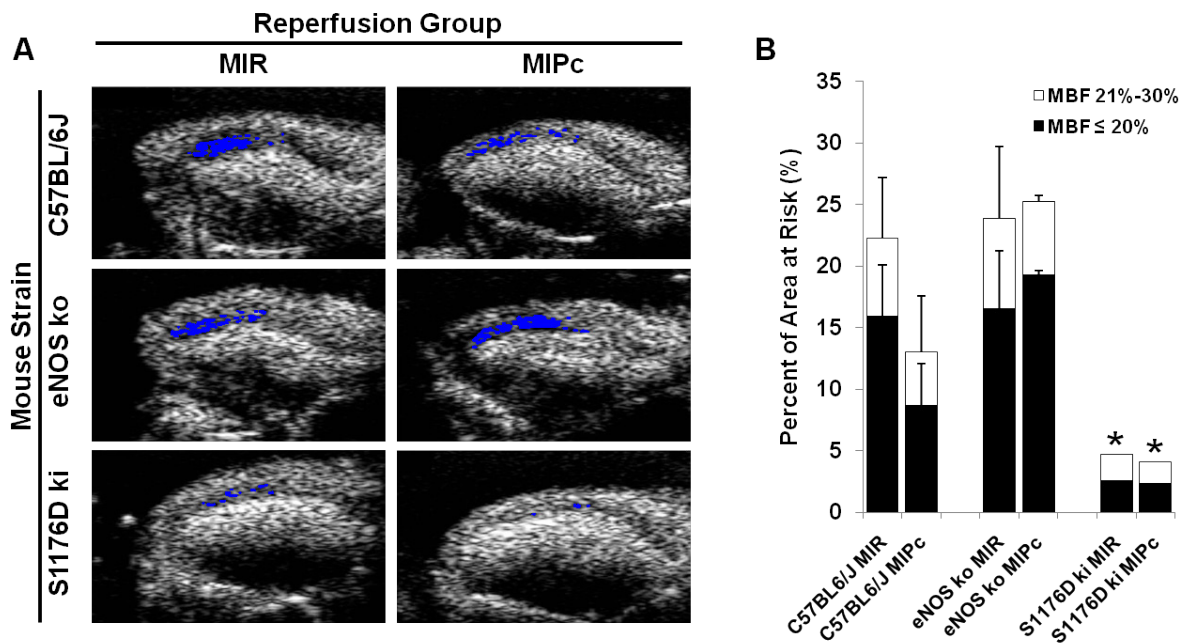 Reperfusion Group
A
MIR
MIPc
Mouse Strain
C57BL/6J
eNOS ko
S1176D ki
B
35
30
25
20
15
10
5
0
Percent of Area at Risk (%)
MBF 21%-30%
MBF ≤ 20%
*
*
C57BL6/J MIR
C57BL6/J MIPc
eNOS ko MIR
eNOS ko MIPc
S1176D ki MIR
S1176D ki MIPc